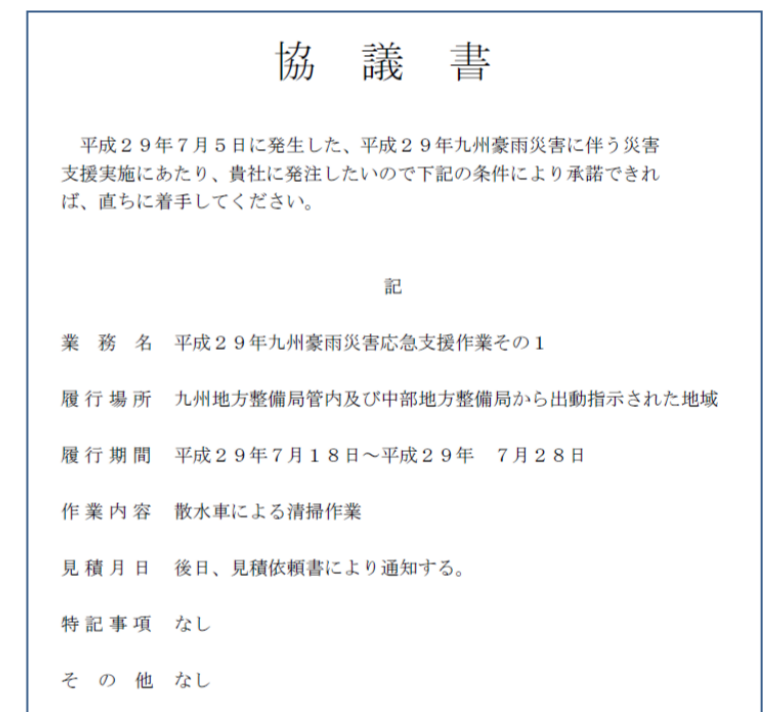 協　議　書
　平成２９年７月５日に発生した、平成２９年九州豪雨災害に伴う災害
支援実施にあたり、貴社に発注したいので下記の条件により承諾できれ
ば、直ちに着手してください。
記
業　務　名　平成２９年九州豪雨災害応急支援作業その１
履 行 場 所　九州地方整備局管内及び中部地方整備局から出動指示された地域
履 行 期 間　平成２９年７月１８日～平成２９年　７月２８日
作 業 内 容　散水車による清掃作業
見 積 月 日　後日、見積依頼書により通知する。
特 記 事 項　なし
そ　の　他　なし